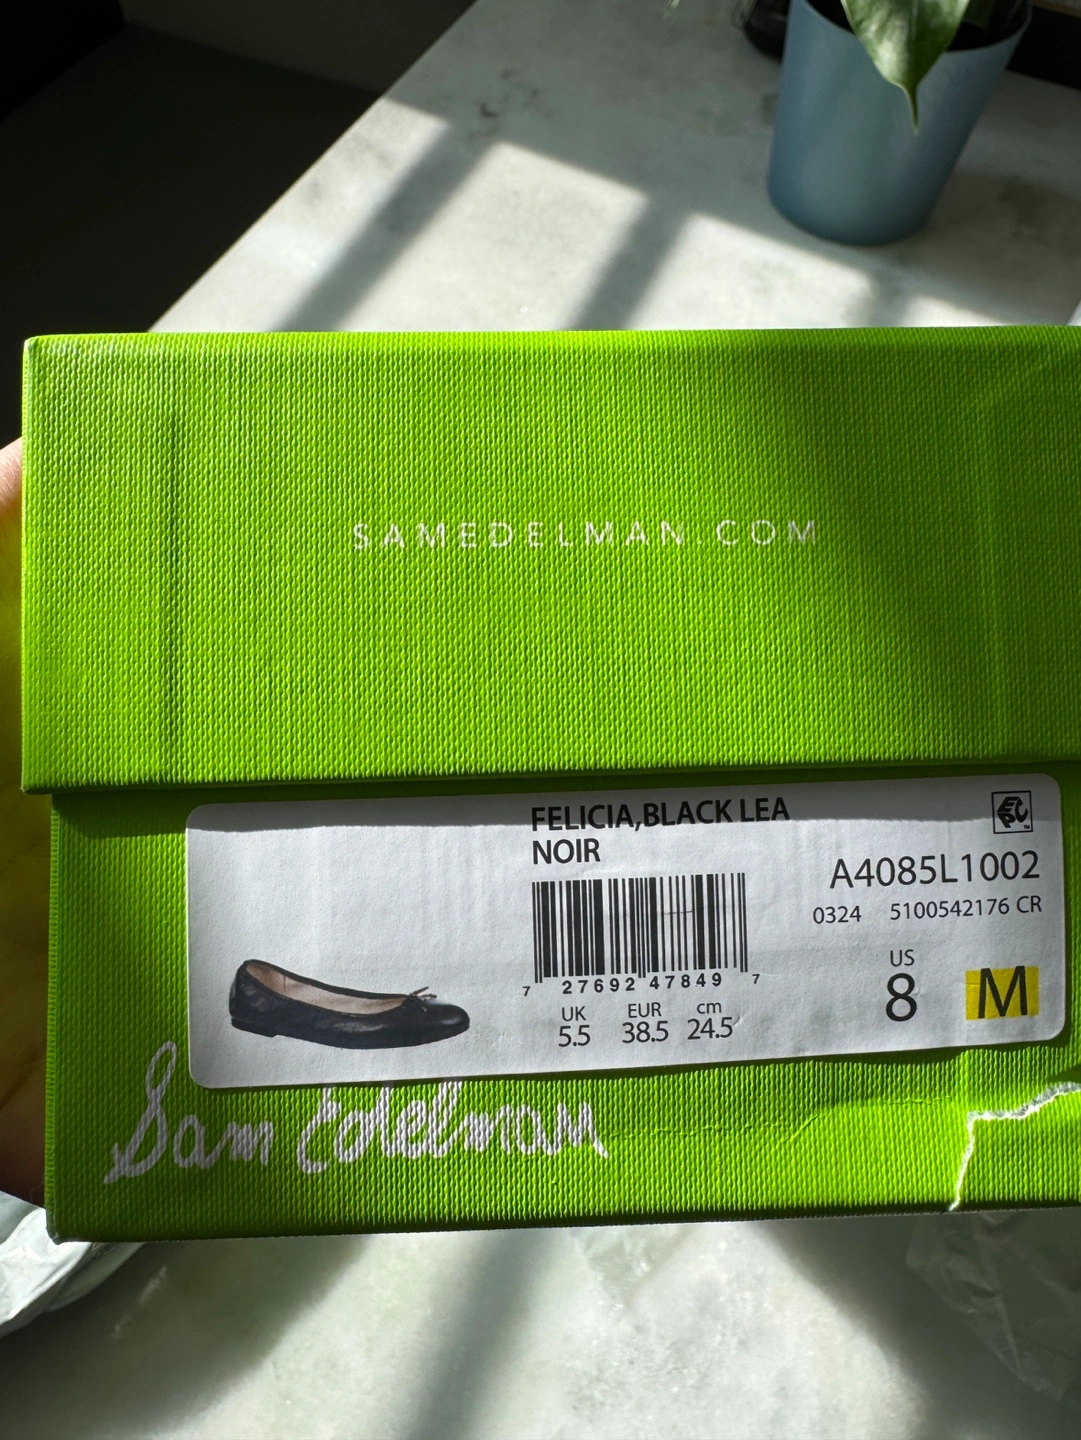 SAMEDELMAN.COM
FELICIA,BLACK LEA
NOIR
A4085L1002
0324 5100542176 CR
7 27692 47849 7
UK EUR cm
5.5 38.5 24.5
US
8 M
Sam Edelman